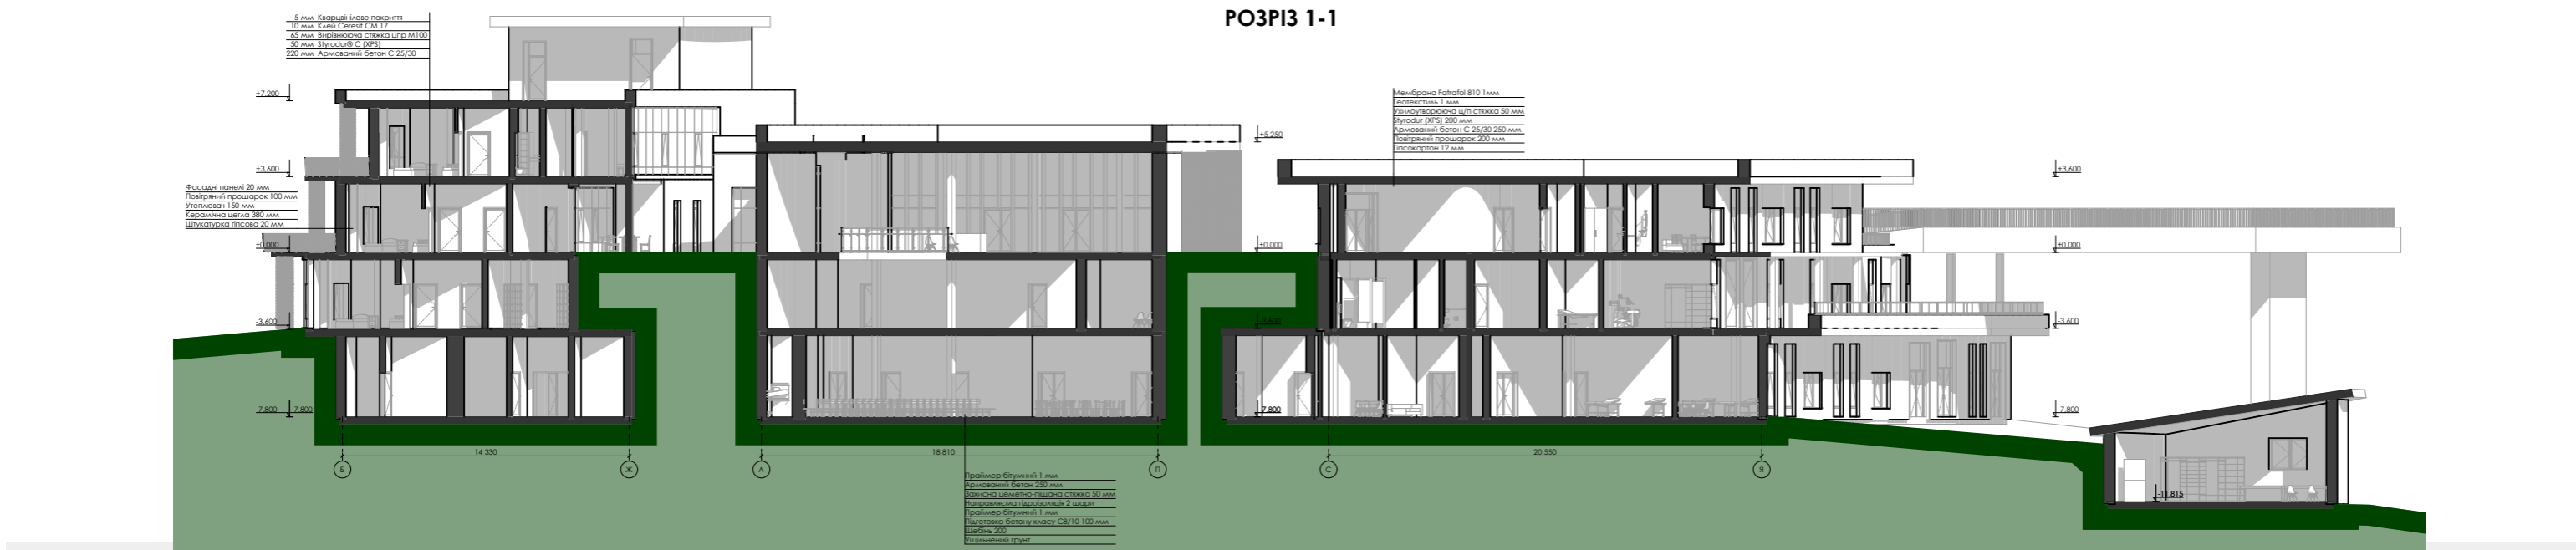 РОЗРІЗ 1-1
5 мм Кварцвінілове покриття
10 мм Клей Ceresit CM 17
65 мм Вирівнююча стяжка цпр М100
50 мм Styrodur® C (XPS)
220 мм Армований бетон С 25/30
+7.200
+3.600
Фасадні панелі 20 мм
Повітряний прошарок 100 мм
Утеплювач 150 мм
Керамічна цегла 380 мм
Штукатурка гіпсова 20 мм
±0.000
-3.600
-7.800
-7.800
Мембрана Fatrafol 810 1мм
Геотекстиль 1 мм
Ухилоутворююча ц/п стяжка 50 мм
Styrodur (XPS) 200 мм
Армований бетон С 25/30 250 мм
Повітряний прошарок 200 мм
Гіпсокартон 12 мм
+5.250
±0.000
-3.600
-7.800
+3.600
±0.000
-3.600
-7.800
-11.815
14 330
18 810
20 550
Б
Ж
Л
П
С
Я
Праймер бітумний 1 мм
Армований бетон 250 мм
Захисна цеметно-піщана стяжка 50 мм
Направляєма гідроізоляція 2 шари
Праймер бітумний 1 мм
Підготовка бетону класу С8/10 100 мм
Щебінь 200
Ущільнений грунт